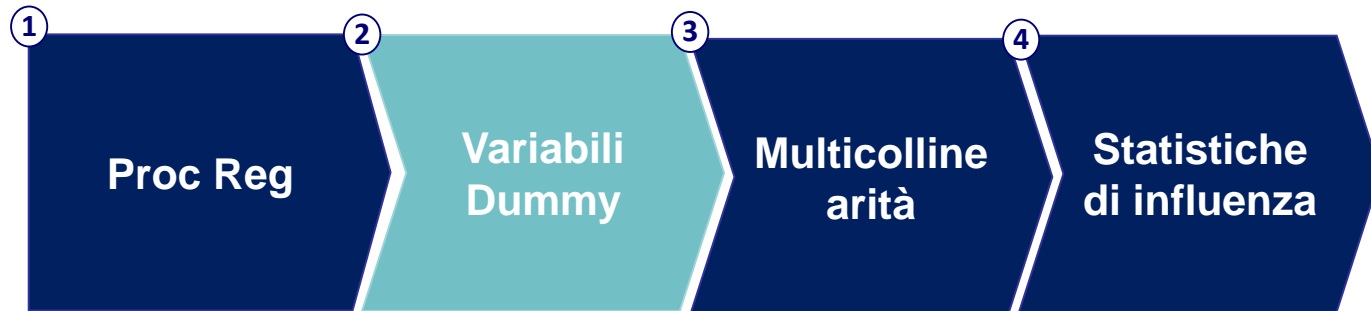 1
Proc Reg
2
Variabili
Dummy
3
Multicolline
arità
4
Statistiche
di influenza